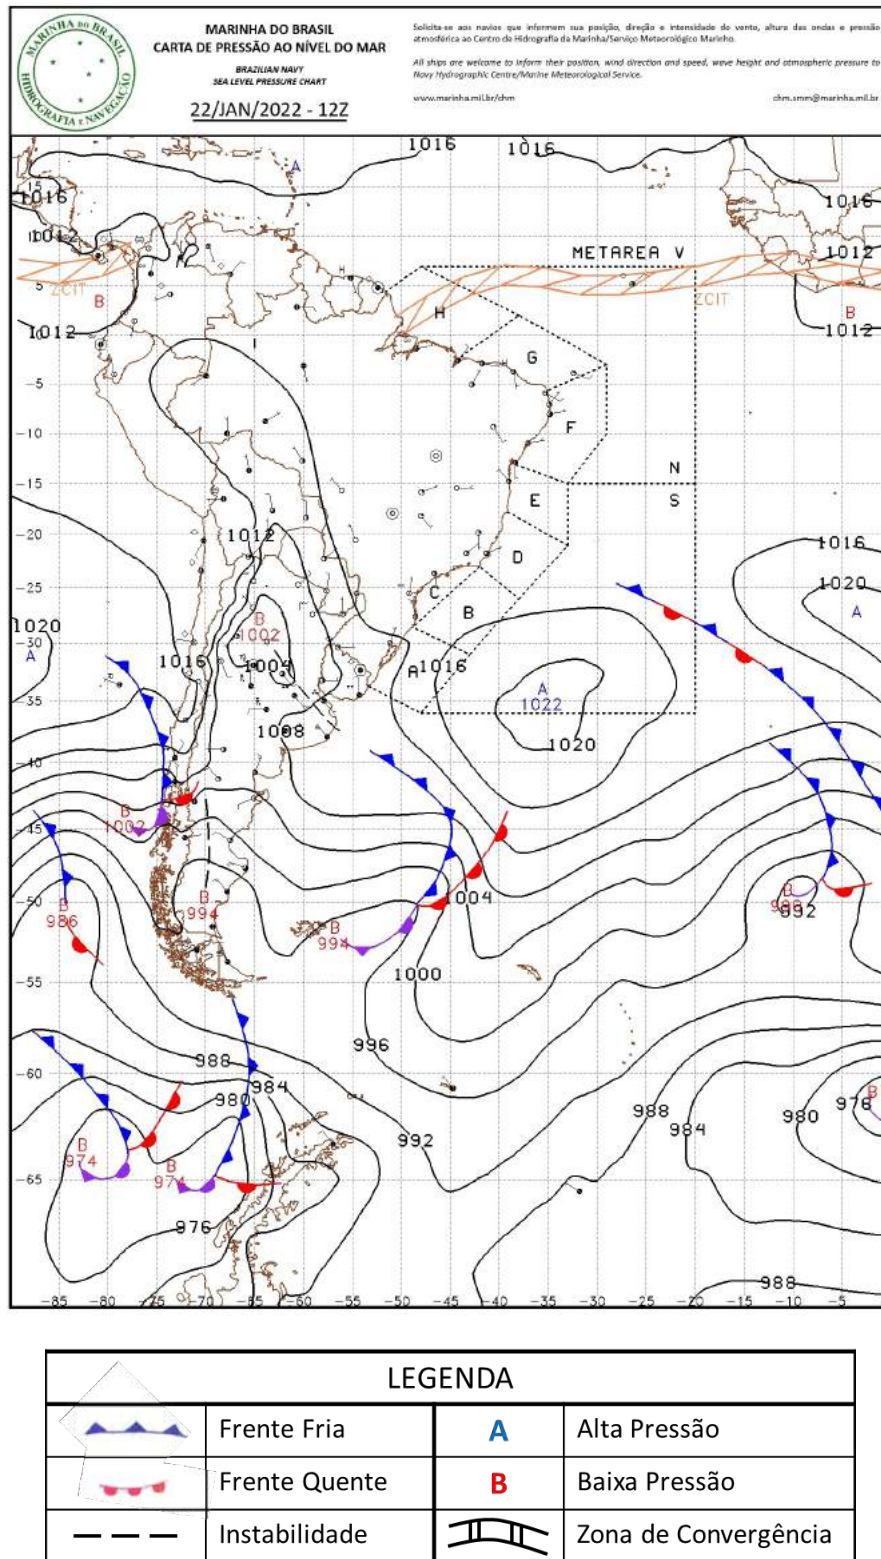 MARINHA DO BRASIL
HIDROGRAFIA E NAVEGAÇÃO
MARINHA DO BRASIL
CARTA DE PRESSÃO AO NÍVEL DO MAR
BRAZILIAN NAVY
SEA LEVEL PRESSURE CHART
22/JAN/2022 - 12Z
Solicita-se aos navios que informem sua posição, direção e intensidade do vento, altura das ondas e pressão
atmosférica ao Centro de Hidrografia da Marinha/Serviço Meteorológico Marinho.
All ships are welcome to inform their position, wind direction and speed, wave height and atmospheric pressure to
Navy Hydrographic Centre/Marine Meteorological Service.
www.marinha.mil.br/chm
chm.smm@marinha.mil.br
1016 1016
A
15
1016 1016
1012 METAREA V 1012
ZCIT 5 ZCIT
B B
H
1012 0 1012
I G
-5
F
-10
N
-15
E S
-20
1012 1016
D
-25
C 1020
B A
1020 B
1002
-30
A 1016 1004 A 1016
A
1022
-35
1008 1020
-40
B
1002
-45
B B 1004 B
986 994 992
-50
B
994
1000
-55
996
988
-60
984 B
980 976
988 980
984
992
B B
974 974
-65
976
988
-85 -80 -75 -70 -65 -60 -55 -50 -45 -40 -35 -30 -25 -20 -15 -10 -5
LEGENDA
Frente Fria A Alta Pressão
Frente Quente B Baixa Pressão
Instabilidade Zona de Convergência